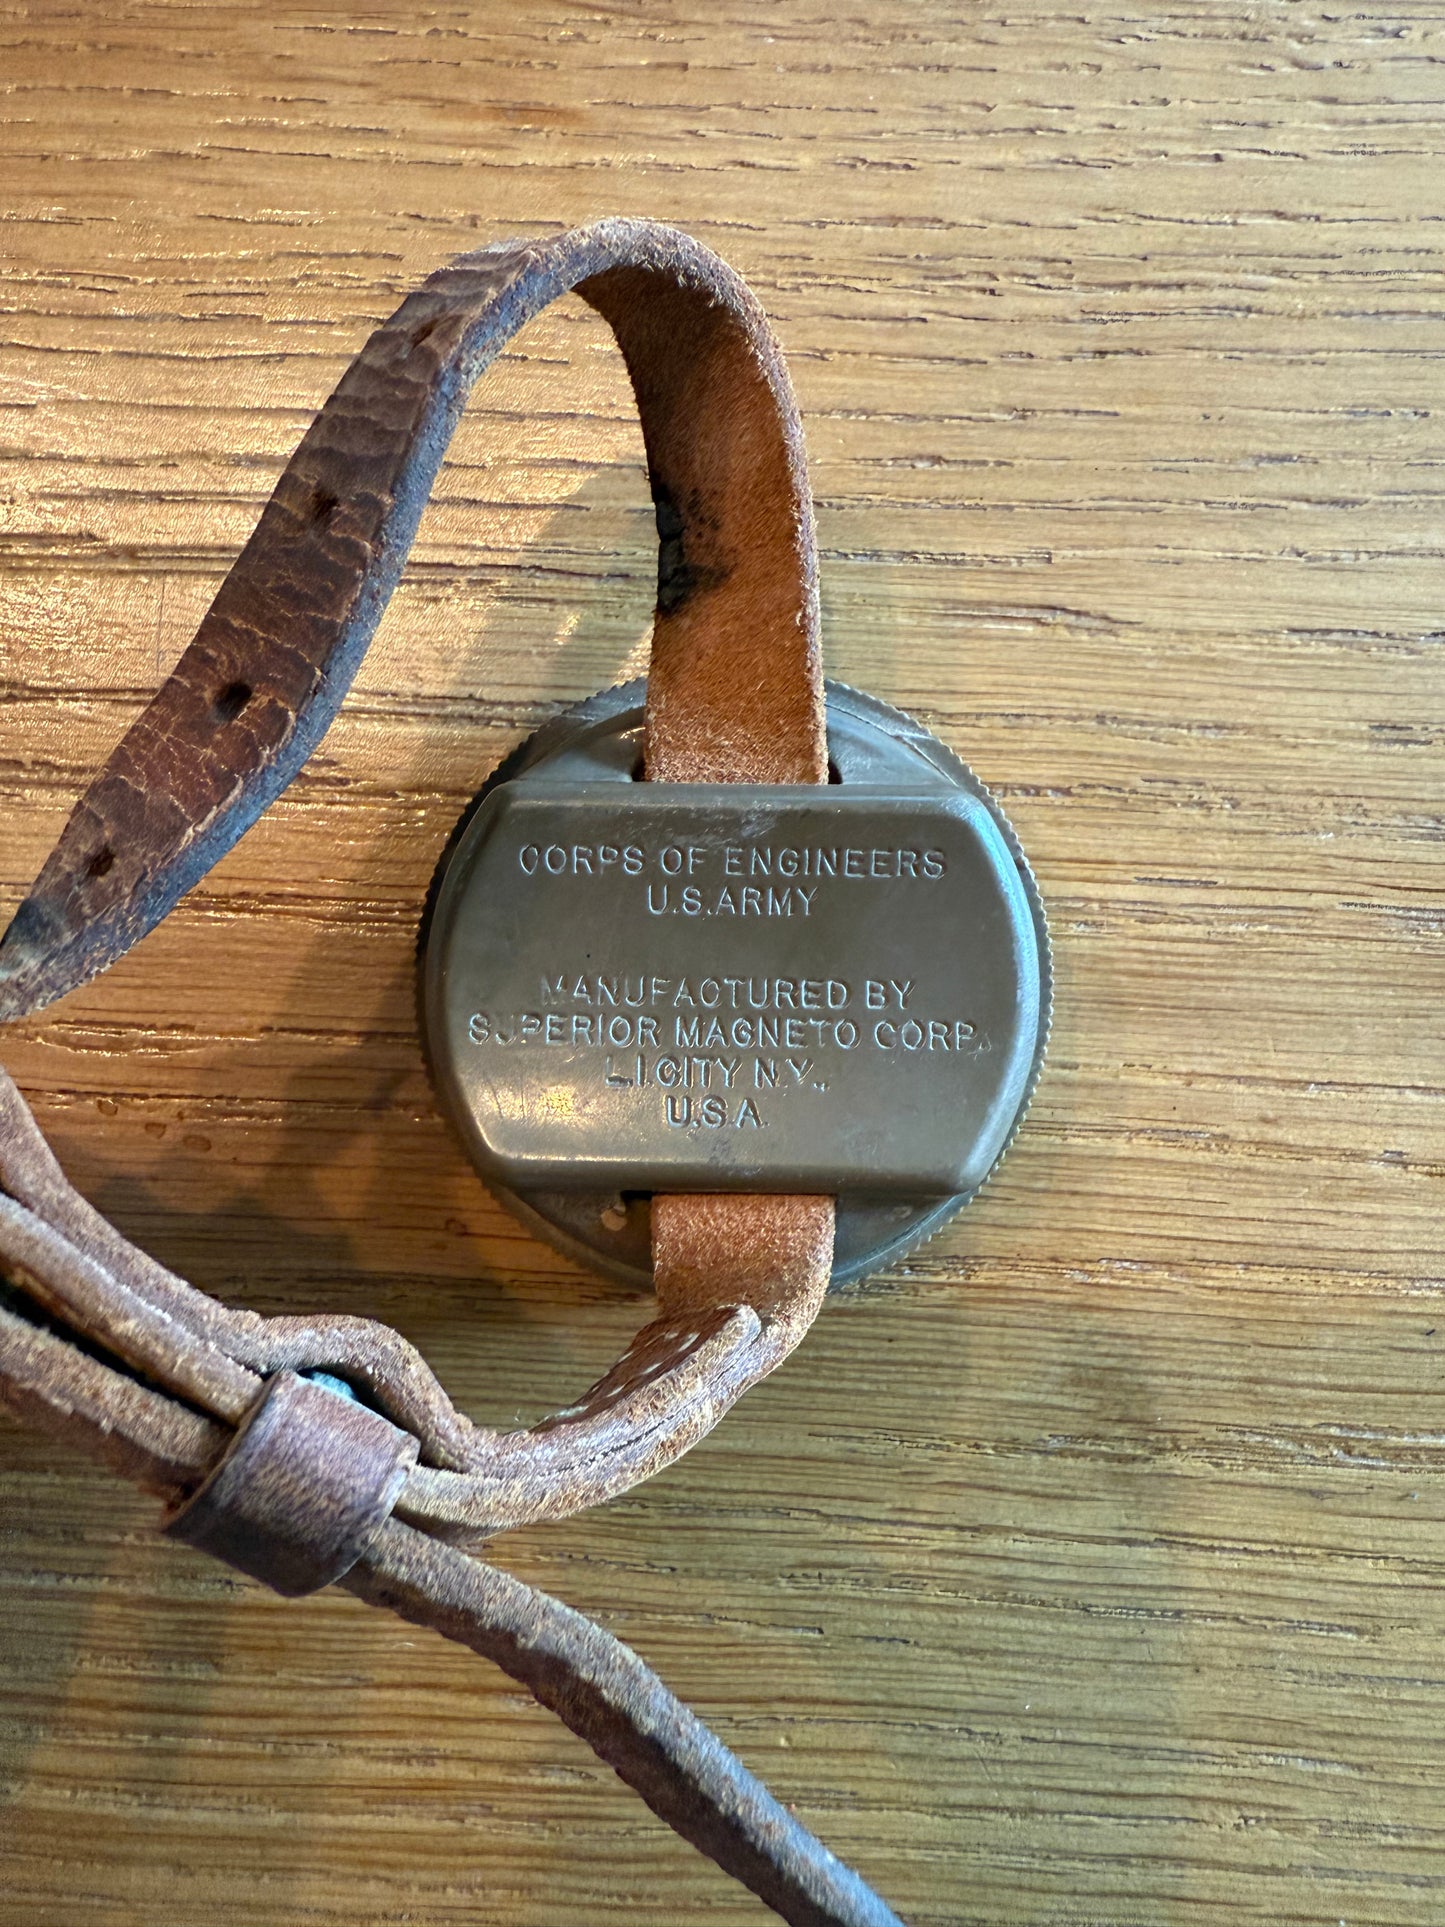 CORPS OF ENGINEERS
U.S.ARMY
MANUFACTURED BY
SUPERIOR MAGNETO CORP.
L.I.CITY N.Y.,
U.S.A.